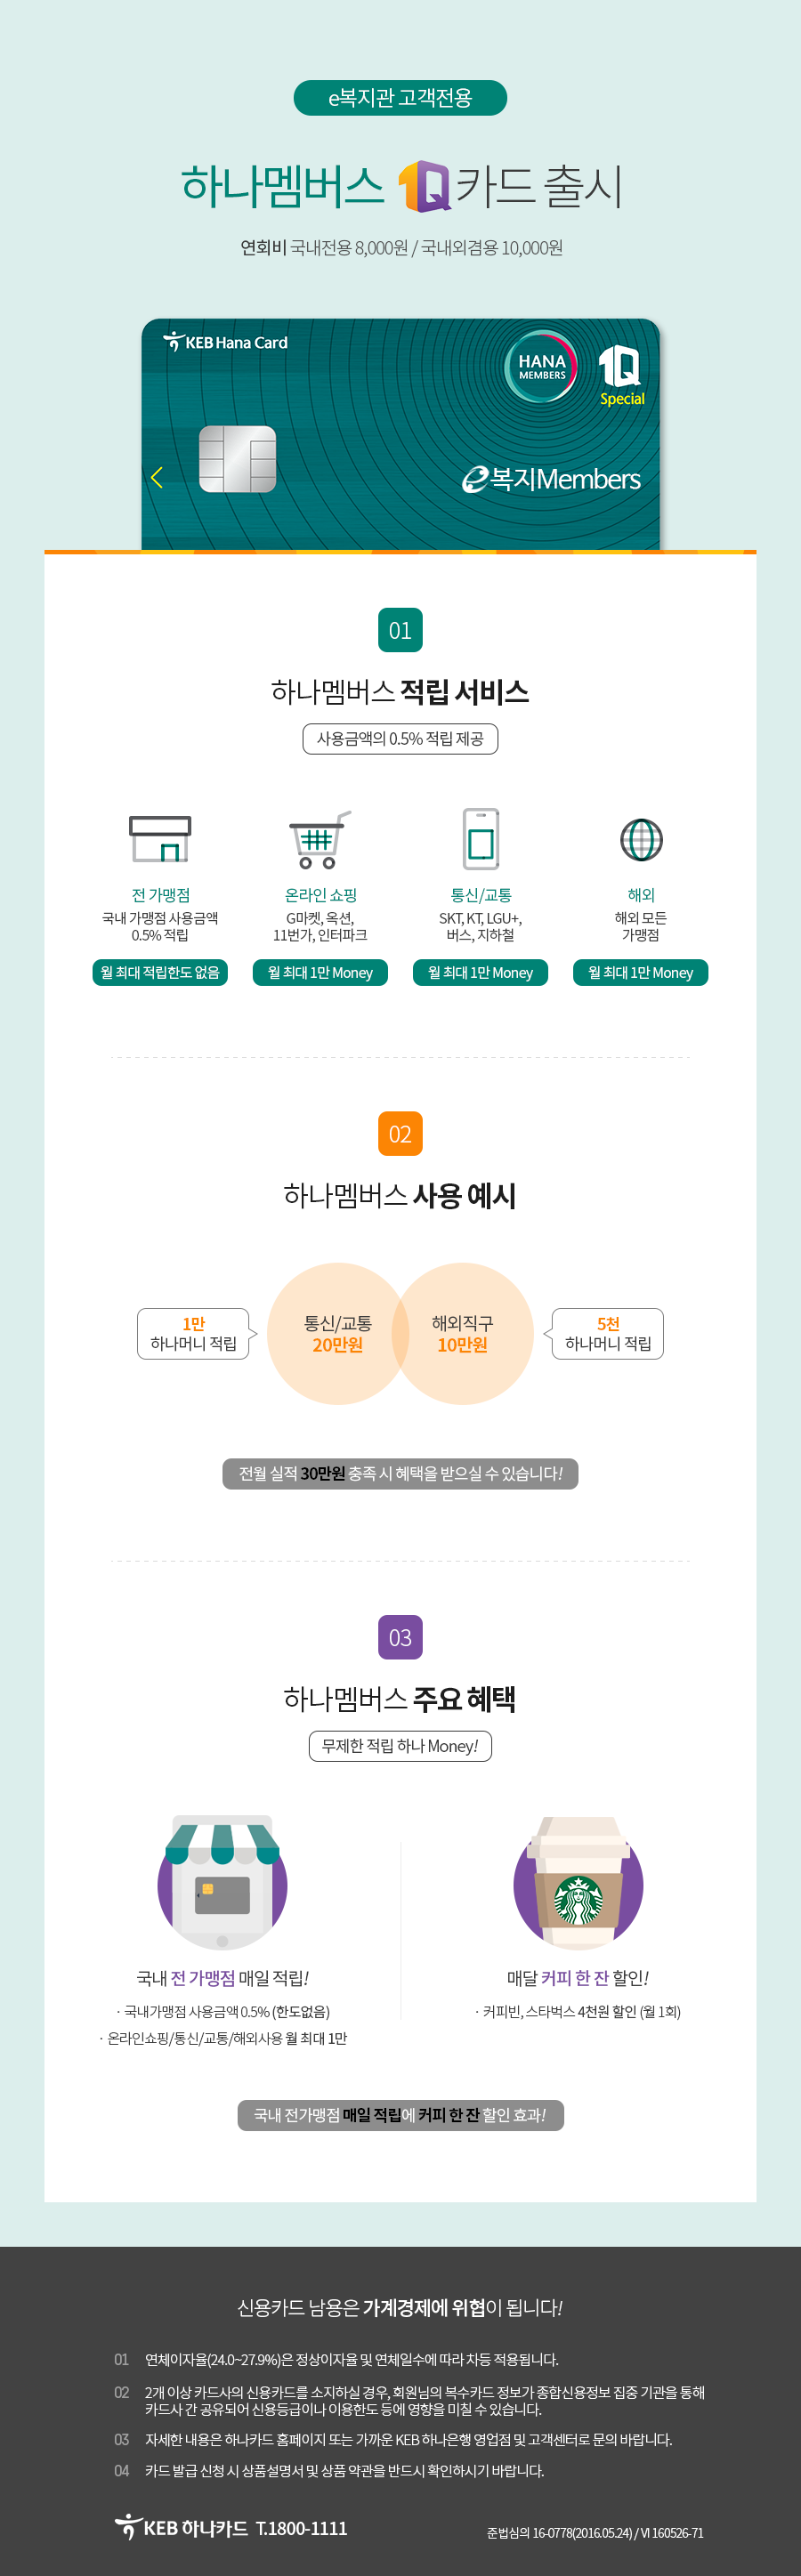 e복지관 고객전용
하나멤버스 1Q 카드 출시
연회비 국내전용 8,000원 / 국내외겸용 10,000원
KEB Hana Card
HANA
MEMBERS
1Q
Special
e복지Members
01
하나멤버스 적립 서비스
사용금액의 0.5% 적립 제공
전 가맹점
국내 가맹점 사용금액
0.5% 적립
월 최대 적립한도 없음
온라인 쇼핑
G마켓, 옥션,
11번가, 인터파크
월 최대 1만 Money
통신/교통
SKT, KT, LGU+,
버스, 지하철
월 최대 1만 Money
해외
해외 모든
가맹점
월 최대 1만 Money
02
하나멤버스 사용 예시
1만
하나머니 적립
통신/교통
20만원
해외직구
10만원
5천
하나머니 적립
전월 실적 30만원 충족 시 혜택을 받으실 수 있습니다!
03
하나멤버스 주요 혜택
무제한 적립 하나 Money!
국내 전 가맹점 매일 적립!
· 국내가맹점 사용금액 0.5% (한도없음)
· 온라인쇼핑/통신/교통/해외사용 월 최대 1만
매달 커피 한 잔 할인!
· 커피빈, 스타벅스 4천원 할인 (월 1회)
국내 전가맹점 매일 적립에 커피 한 잔 할인 효과!
신용카드 남용은 가계경제에 위협이 됩니다!
01 연체이자율(24.0~27.9%)은 정상이자율 및 연체일수에 따라 차등 적용됩니다.
02 2개 이상 카드사의 신용카드를 소지하실 경우, 회원님의 복수카드 정보가 종합신용정보 집중 기관을 통해
카드사 간 공유되어 신용등급이나 이용한도 등에 영향을 미칠 수 있습니다.
03 자세한 내용은 하나카드 홈페이지 또는 가까운 KEB 하나은행 영업점 및 고객센터로 문의 바랍니다.
04 카드 발급 신청 시 상품설명서 및 상품 약관을 반드시 확인하시기 바랍니다.
KEB 하나카드 T.1800-1111
준법심의 16-0778(2016.05.24) / VI 160526-71